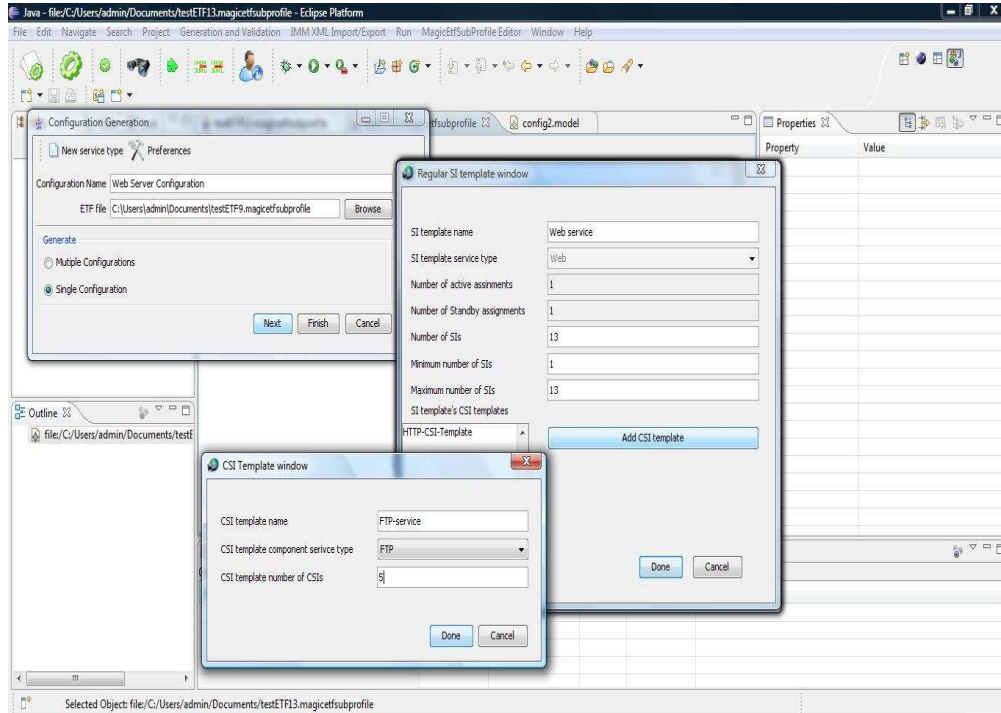 Java - file:/C:/Users/admin/Documents/testETF13.magicetfsubprofile - Eclipse Platform
File Edit Navigate Search Project Generation and Validation IMM XML Import/Export Run MagicEtfSubProfile Editor Window Help
Configuration Generation
New service type Preferences
Configuration Name Web Server Configuration
ETF file C:\Users\admin\Documents\testETF9.magicetfsubprofile Browse
Generate
Mutiple Configurations
Single Configuration
Next Finish Cancel
tfsubprofile config2.model
Properties
Property Value
Regular SI template window
SI template name Web service
SI template service type Web
Number of active assinments 1
Number of Standby assignments 1
Number of SIs 13
Minimum number of SIs 1
Maximum number of SIs 13
SI template's CSI templates
HTTP-CSI-Template Add CSI template
Done Cancel
Outline
file:/C:/Users/admin/Documents/testE
CSI Template window
CSI template name FTP-service
CSI template component serivce type FTP
CSI template number of CSIs 5
Done Cancel
Selected Object: file:/C:/Users/admin/Documents/testETF13.magicetfsubprofile